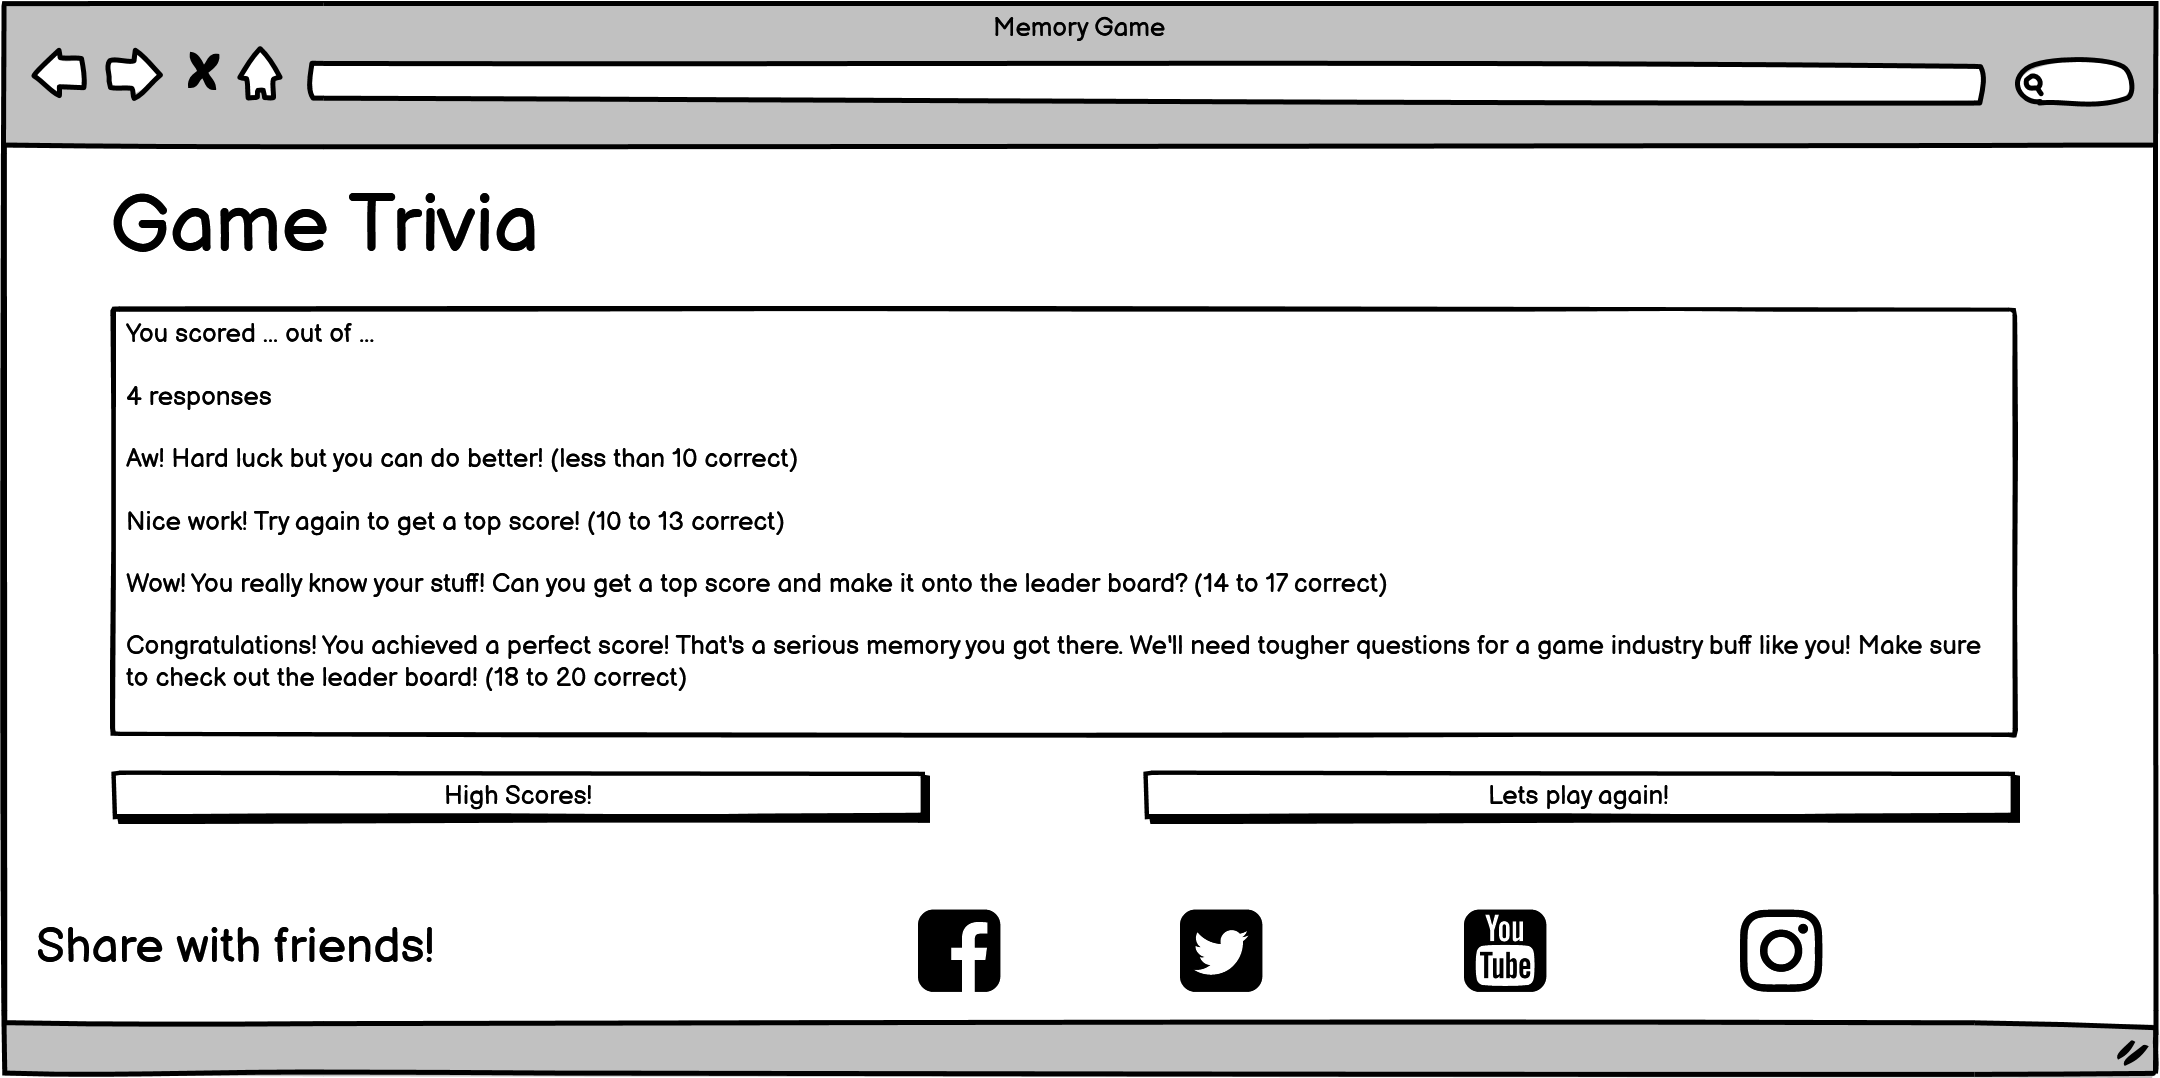 Memory Game
Game Trivia
You scored ... out of ...
4 responses
Aw! Hard luck but you can do better! (less than 10 correct)
Nice work! Try again to get a top score! (10 to 13 correct)
Wow! You really know your stuff! Can you get a top score and make it onto the leader board? (14 to 17 correct)
Congratulations! You achieved a perfect score! That's a serious memory you got there. We'll need tougher questions for a game industry buff like you! Make sure
to check out the leader board! (18 to 20 correct)
High Scores!
Lets play again!
Share with friends!
You
Tube